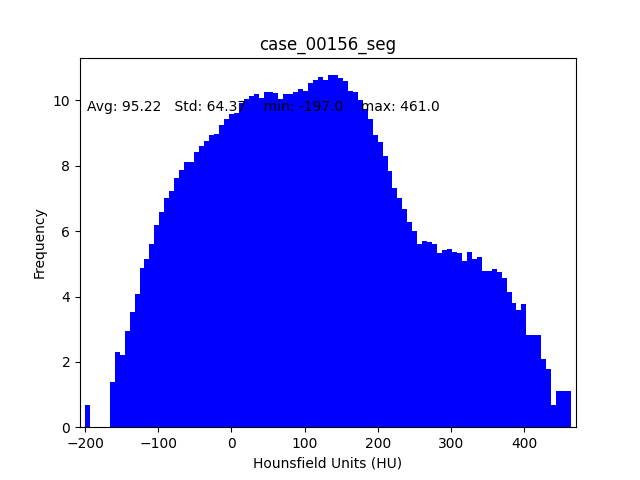 case_00156_seg
Avg: 95.22 Std: 64.37 min: -197.0 max: 461.0
Frequency
10
8
6
4
2
0
−200 −100 0 100 200 300 400
Hounsfield Units (HU)